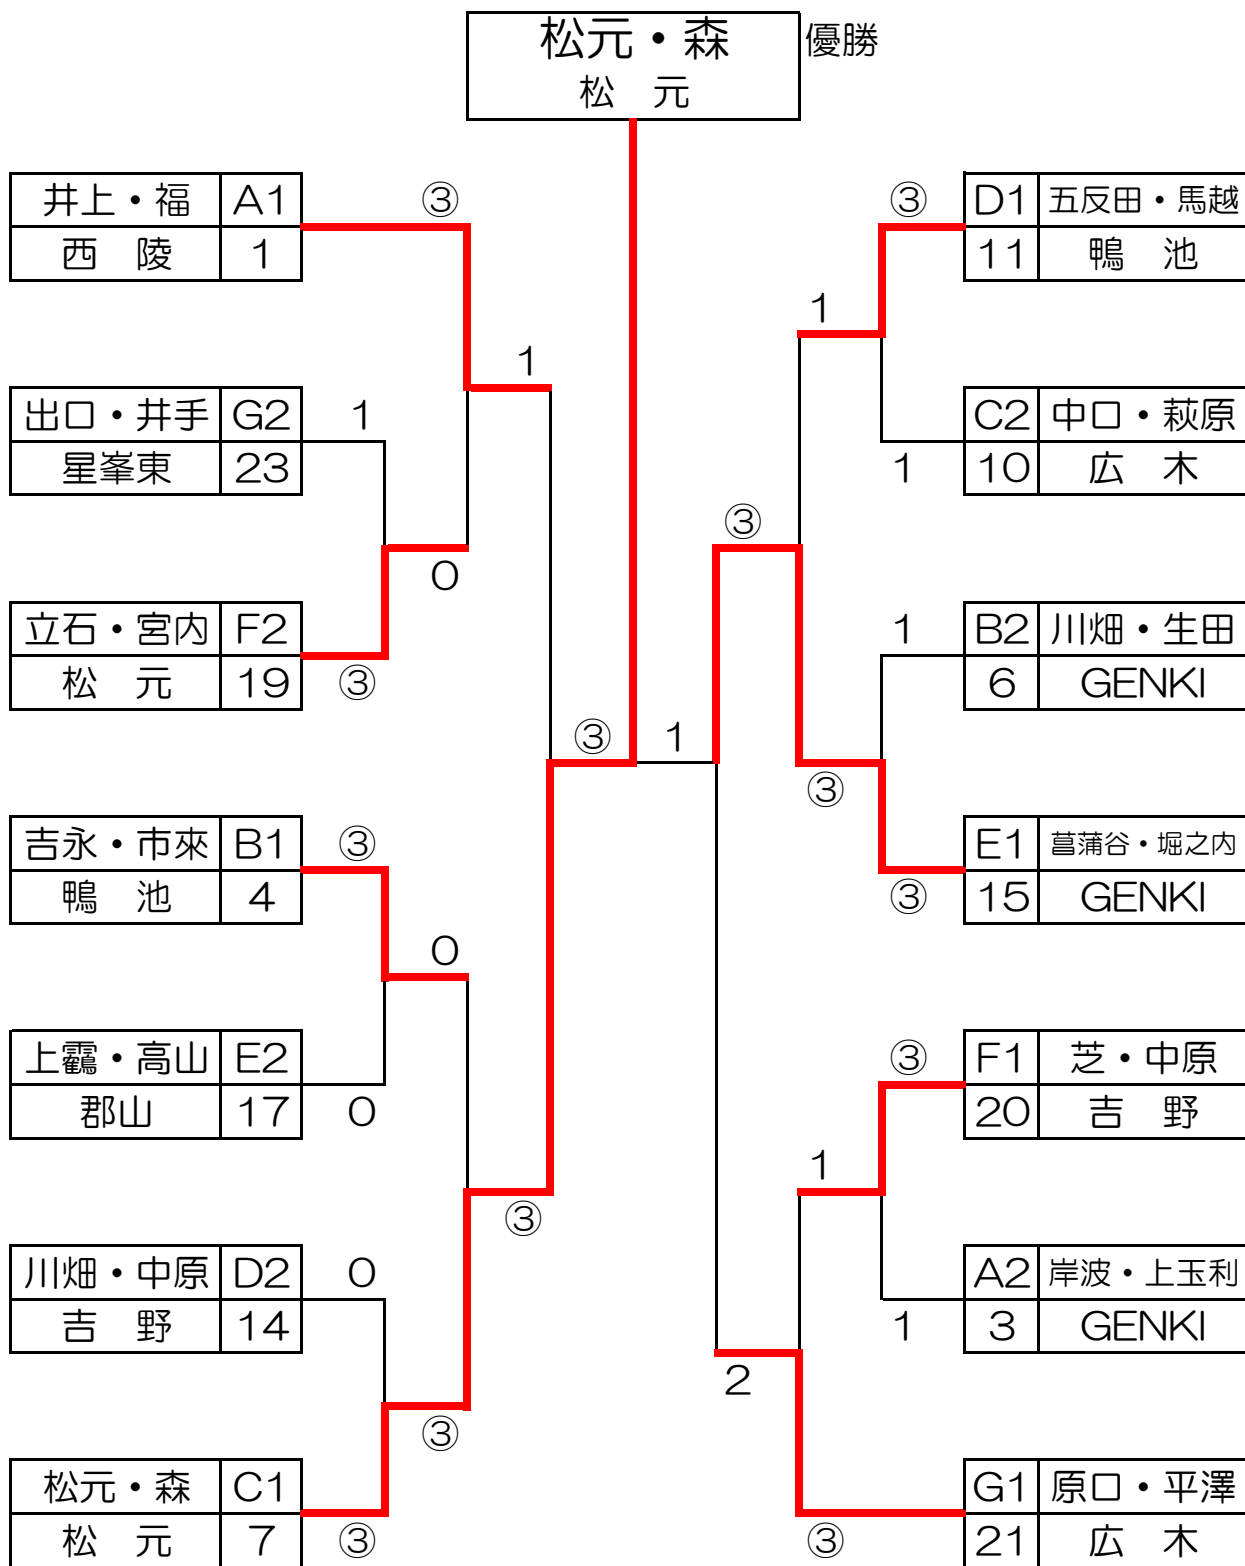 松元・森
優勝
松　元
井上・福 A1
西　陵 1
③
出口・井手 G2
星峯東 23
1
1
0
立石・宮内 F2
松　元 19
③
③
吉永・市來 B1
鴨　池 4
③
0
上靍・高山 E2
郡山 17
0
③
川畑・中原 D2
吉　野 14
0
③
松元・森 C1
松　元 7
③
③
D1 五反田・馬越
11 鴨　池
1
C2 中口・萩原
10 広　木
1
③
1
B2 川畑・生田
6 GENKI
1
③
E1 菖蒲谷・堀之内
15 GENKI
③
③
F1 芝・中原
20 吉　野
1
A2 岸波・上玉利
3 GENKI
1
2
G1 原口・平澤
21 広　木
③